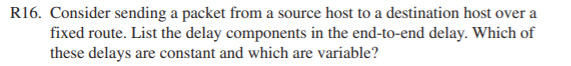 R16. Consider sending a packet from a source host to a destination host over a
fixed route. List the delay components in the end-to-end delay. Which of
these delays are constant and which are variable?